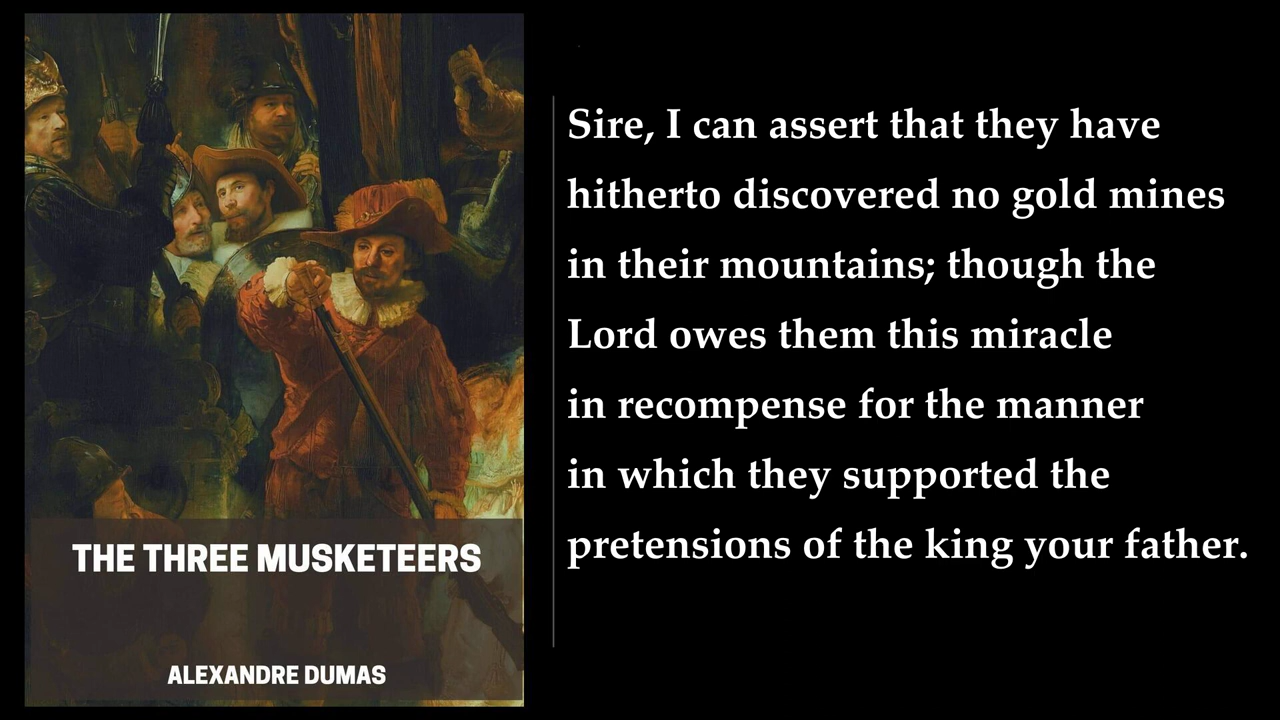 THE THREE MUSKETEERS
ALEXANDRE DUMAS
Sire, I can assert that they have
hitherto discovered no gold mines
in their mountains; though the
Lord owes them this miracle
in recompense for the manner
in which they supported the
pretensions of the king your father.